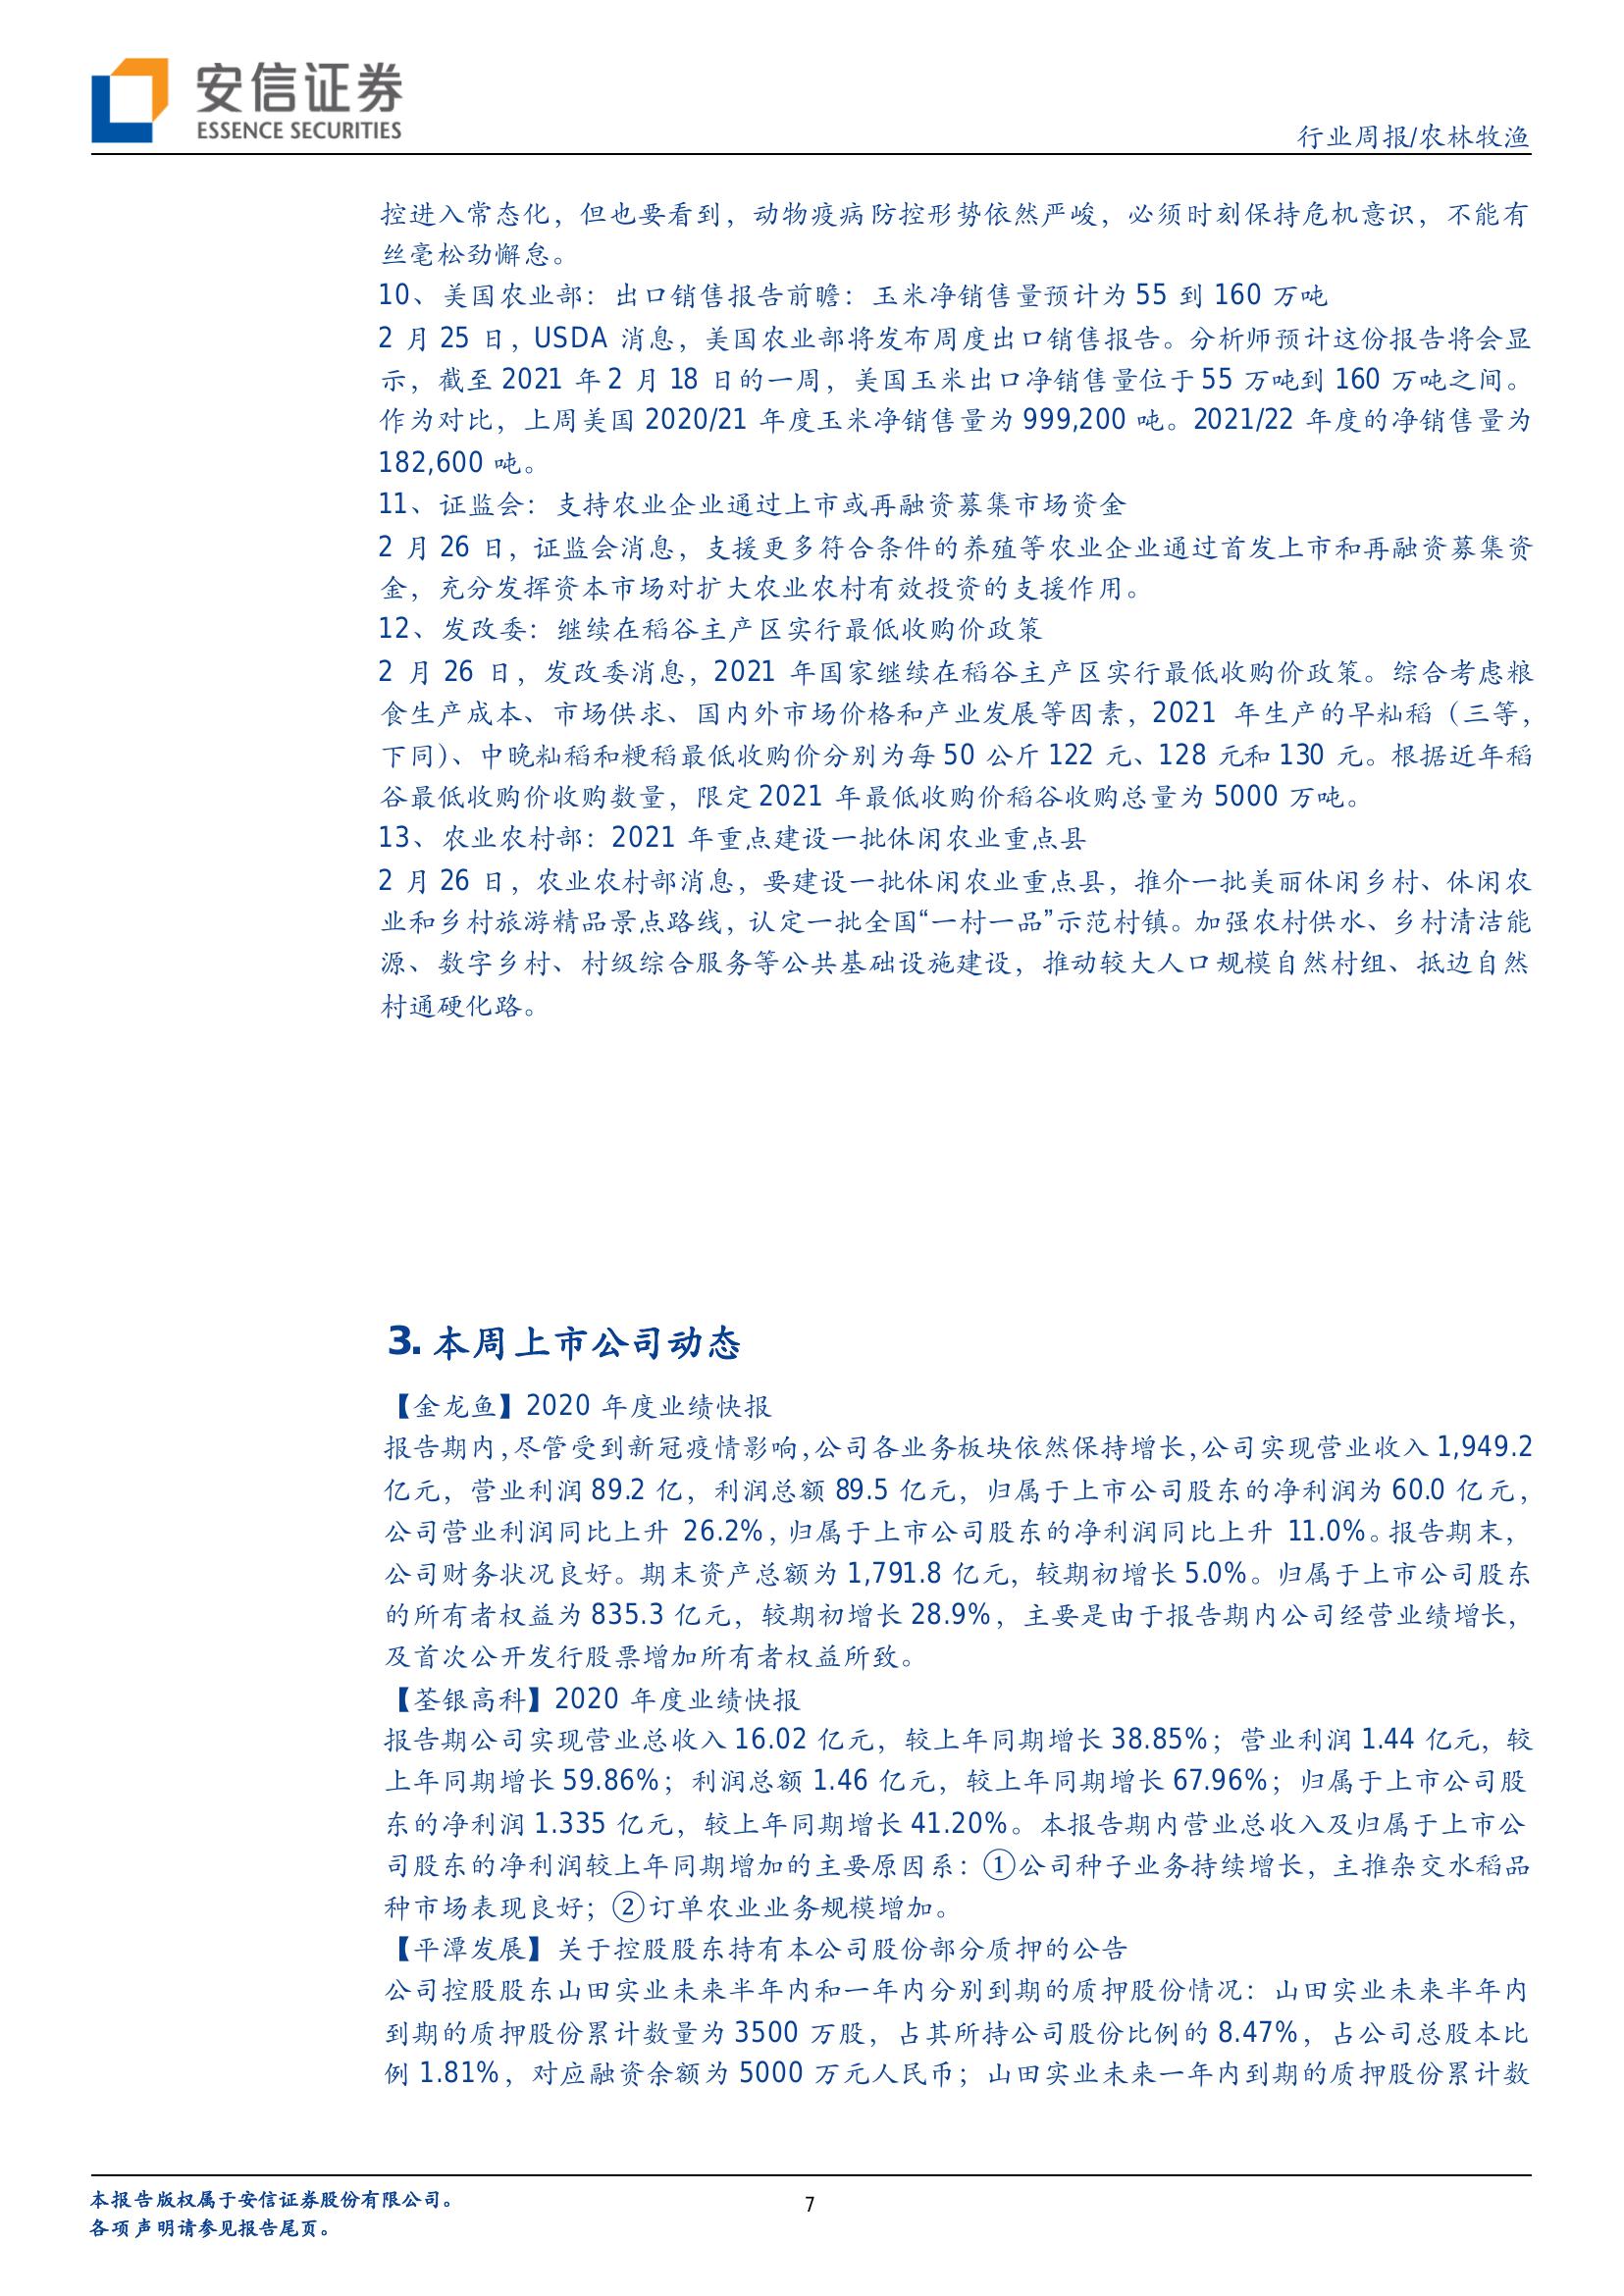 安信证券
ESSENCE SECURITIES
行业周报/农林牧渔
控进入常态化，但也要看到，动物疫病防控形势依然严峻，必须时刻保持危机意识，不能有
丝毫松劲懈怠。
10、美国农业部：出口销售报告前瞻：玉米净销售量预计为 55 到 160 万吨
2 月 25 日，USDA 消息，美国农业部将发布周度出口销售报告。分析师预计这份报告将会显
示，截至 2021 年 2 月 18 日的一周，美国玉米出口净销售量位于 55 万吨到 160 万吨之间。
作为对比，上周美国 2020/21 年度玉米净销售量为 999,200 吨。2021/22 年度的净销售量为
182,600 吨。
11、证监会：支持农业企业通过上市或再融资募集市场资金
2 月 26 日，证监会消息，支援更多符合条件的养殖等农业企业通过首发上市和再融资募集资
金，充分发挥资本市场对扩大农业农村有效投资的支援作用。
12、发改委：继续在稻谷主产区实行最低收购价政策
2 月 26 日，发改委消息，2021 年国家继续在稻谷主产区实行最低收购价政策。综合考虑粮
食生产成本、市场供求、国内外市场价格和产业发展等因素，2021 年生产的早籼稻（三等，
下同)、中晚籼稻和粳稻最低收购价分别为每 50 公斤 122 元、128 元和 130 元。根据近年稻
谷最低收购价收购数量，限定 2021 年最低收购价稻谷收购总量为 5000 万吨。
13、农业农村部：2021 年重点建设一批休闲农业重点县
2 月 26 日，农业农村部消息，要建设一批休闲农业重点县，推介一批美丽休闲乡村、休闲农
业和乡村旅游精品景点路线，认定一批全国“一村一品”示范村镇。加强农村供水、乡村清洁能
源、数字乡村、村级综合服务等公共基础设施建设，推动较大人口规模自然村组、抵边自然
村通硬化路。
3. 本周上市公司动态
【金龙鱼】2020 年度业绩快报
报告期内，尽管受到新冠疫情影响，公司各业务板块依然保持增长，公司实现营业收入 1,949.2
亿元，营业利润 89.2 亿，利润总额 89.5 亿元，归属于上市公司股东的净利润为 60.0 亿元，
公司营业利润同比上升 26.2%，归属于上市公司股东的净利润同比上升 11.0%。报告期末，
公司财务状况良好。期末资产总额为 1,791.8 亿元，较期初增长 5.0%。归属于上市公司股东
的所有者权益为 835.3 亿元，较期初增长 28.9%，主要是由于报告期内公司经营业绩增长，
及首次公开发行股票增加所有者权益所致。
【荃银高科】2020 年度业绩快报
报告期公司实现营业总收入 16.02 亿元，较上年同期增长 38.85%；营业利润 1.44 亿元，较
上年同期增长 59.86%；利润总额 1.46 亿元，较上年同期增长 67.96%；归属于上市公司股
东的净利润 1.335 亿元，较上年同期增长 41.20%。本报告期内营业总收入及归属于上市公
司股东的净利润较上年同期增加的主要原因系：①公司种子业务持续增长，主推杂交水稻品
种市场表现良好；②订单农业业务规模增加。
【平潭发展】关于控股股东持有本公司股份部分质押的公告
公司控股股东山田实业未来半年内和一年内分别到期的质押股份情况：山田实业未来半年内
到期的质押股份累计数量为 3500 万股，占其所持公司股份比例的 8.47%，占公司总股本比
例 1.81%，对应融资余额为 5000 万元人民币；山田实业未来一年内到期的质押股份累计数
本报告版权属于安信证券股份有限公司。
7
各项声明请参见报告尾页。